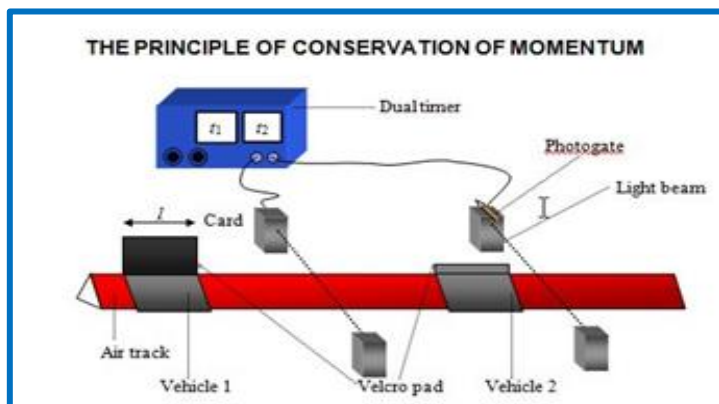 THE PRINCIPLE OF CONSERVATION OF MOMENTUM
Dual timer
t1
t2
Photogate
Light beam
l
Card
Air track
Vehicle 1
Velcro pad
Vehicle 2